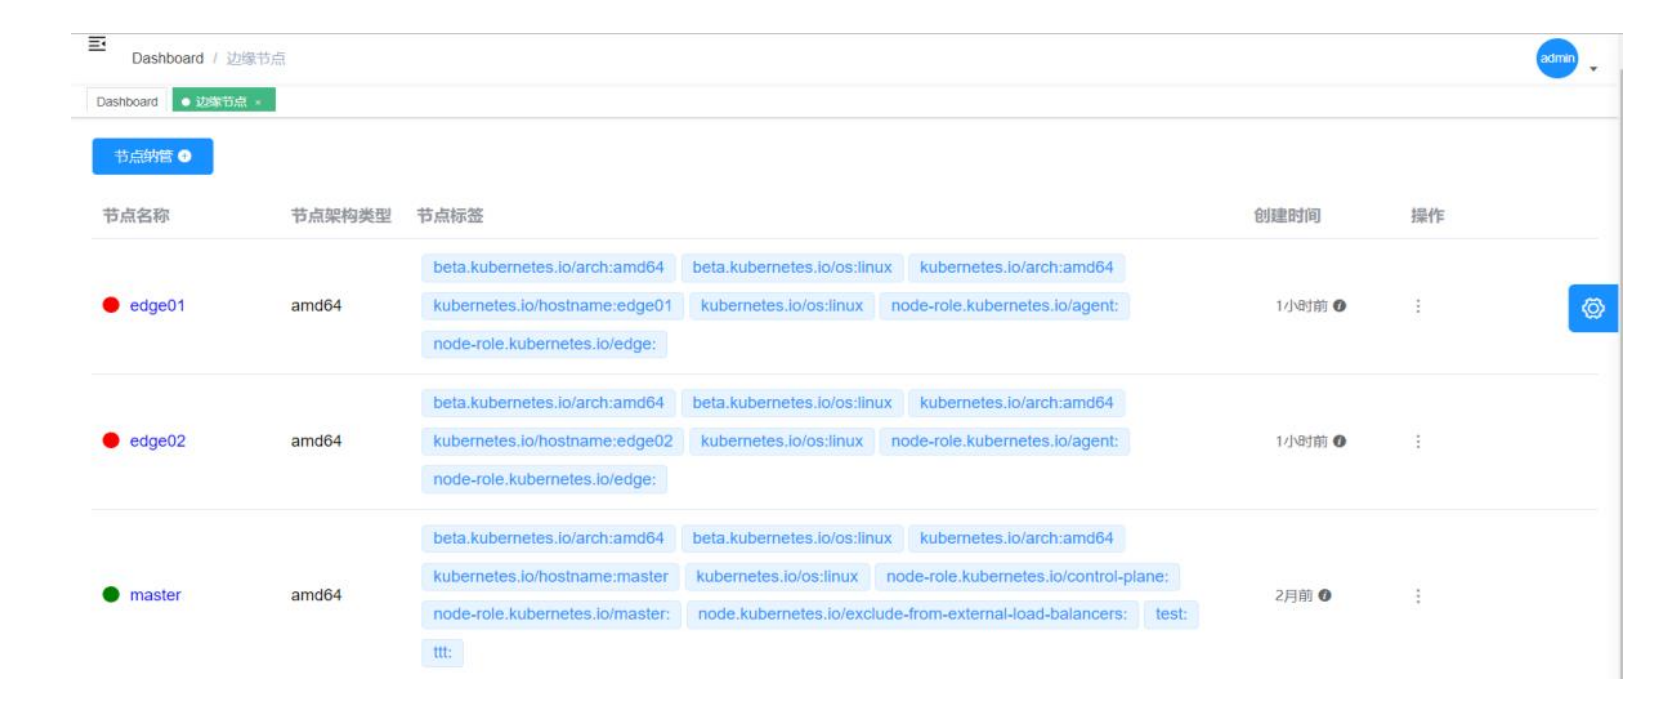 Dashboard / 边缘节点
admin
Dashboard 边缘节点 ×
节点纳管
节点名称 节点架构类型 节点标签 创建时间 操作
beta.kubernetes.io/arch:amd64 beta.kubernetes.io/os:linux kubernetes.io/arch:amd64
edge01 amd64 kubernetes.io/hostname:edge01 kubernetes.io/os:linux node-role.kubernetes.io/agent: 1小时前
node-role.kubernetes.io/edge:
beta.kubernetes.io/arch:amd64 beta.kubernetes.io/os:linux kubernetes.io/arch:amd64
edge02 amd64 kubernetes.io/hostname:edge02 kubernetes.io/os:linux node-role.kubernetes.io/agent: 1小时前
node-role.kubernetes.io/edge:
beta.kubernetes.io/arch:amd64 beta.kubernetes.io/os:linux kubernetes.io/arch:amd64
kubernetes.io/hostname:master kubernetes.io/os:linux node-role.kubernetes.io/control-plane:
master amd64 2月前
node-role.kubernetes.io/master: node.kubernetes.io/exclude-from-external-load-balancers: test:
ttt: